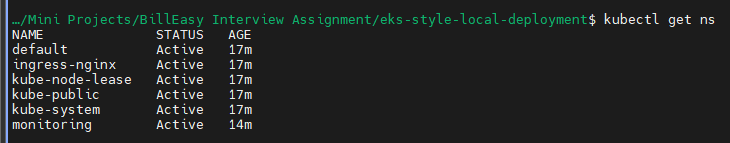 …/Mini Projects/BillEasy Interview Assignment/eks-style-local-deployment$ kubectl get ns
NAME              STATUS   AGE
default           Active   17m
ingress-nginx     Active   17m
kube-node-lease   Active   17m
kube-public       Active   17m
kube-system       Active   17m
monitoring        Active   14m